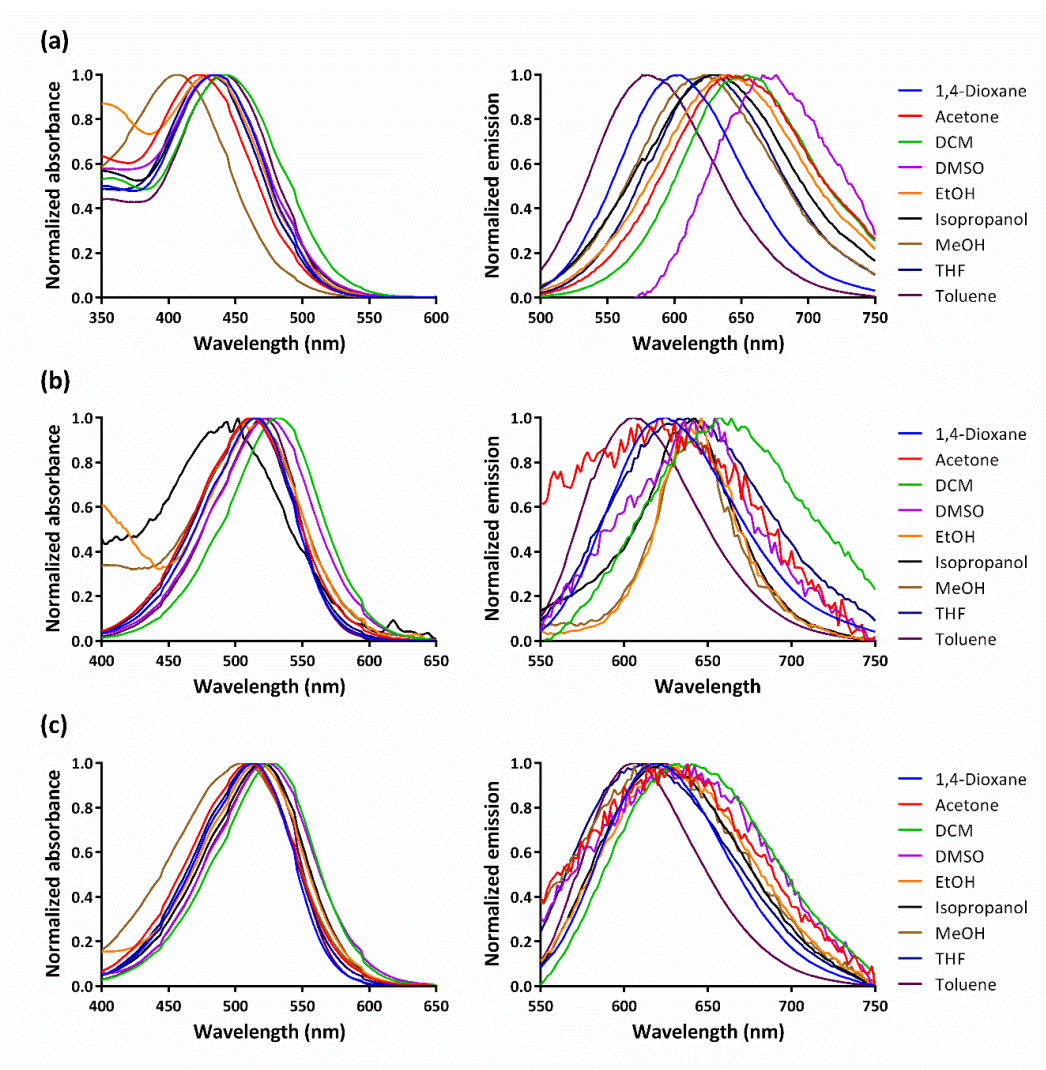 (a)
Normalized absorbance
1.0
0.8
0.6
0.4
0.2
0.0
350 400 450 500 550 600
Wavelength (nm)
Normalized emission
1.0
0.8
0.6
0.4
0.2
0.0
500 550 600 650 700 750
Wavelength (nm)
1,4-Dioxane
Acetone
DCM
DMSO
EtOH
Isopropanol
MeOH
THF
Toluene
(b)
Normalized absorbance
1.0
0.8
0.6
0.4
0.2
0.0
400 450 500 550 600 650
Wavelength (nm)
Normalized emission
1.0
0.8
0.6
0.4
0.2
0.0
550 600 650 700 750
Wavelength
1,4-Dioxane
Acetone
DCM
DMSO
EtOH
Isopropanol
MeOH
THF
Toluene
(c)
Normalized absorbance
1.0
0.8
0.6
0.4
0.2
0.0
400 450 500 550 600 650
Wavelength (nm)
Normalized emission
1.0
0.8
0.6
0.4
0.2
0.0
550 600 650 700 750
Wavelength (nm)
1,4-Dioxane
Acetone
DCM
DMSO
EtOH
Isopropanol
MeOH
THF
Toluene